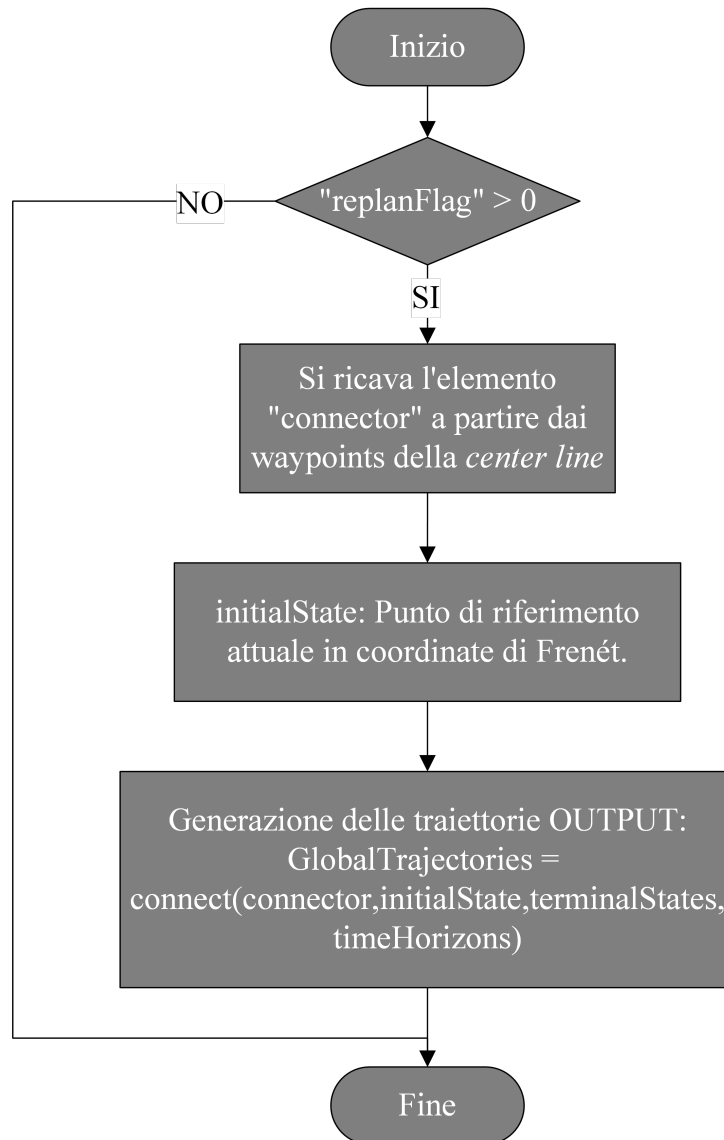 Inizio
"replanFlag" > 0
NO
SI
Si ricava l'elemento
"connector" a partire dai
waypoints della center line
initialState: Punto di riferimento
attuale in coordinate di Frenét.
Generazione delle traiettorie OUTPUT:
GlobalTrajectories =
connect(connector,initialState,terminalStates,
timeHorizons)
Fine